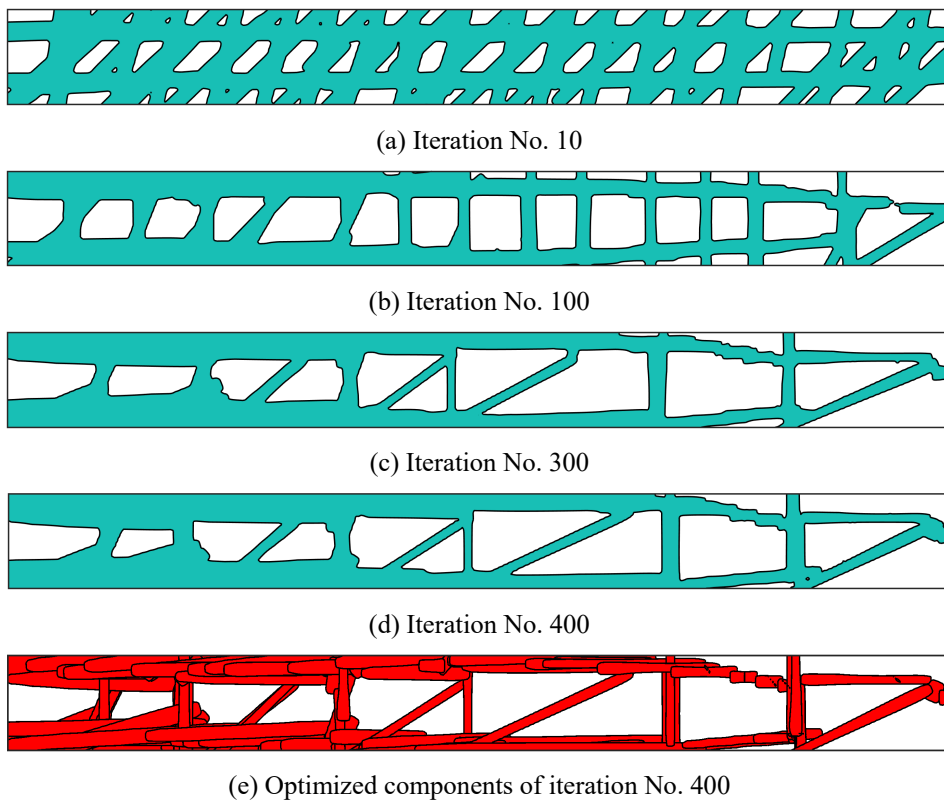 (a) Iteration No. 10
(b) Iteration No. 100
(c) Iteration No. 300
(d) Iteration No. 400
(e) Optimized components of iteration No. 400